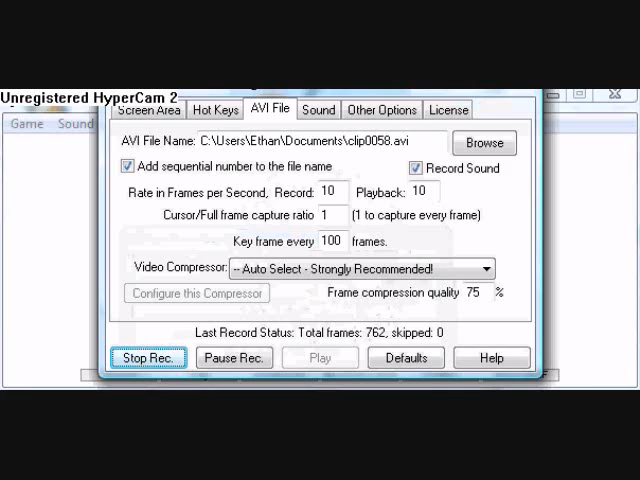 Unregistered HyperCam 2
Game Sound
Screen Area Hot Keys AVI File Sound Other Options License
AVI File Name: C:\Users\Ethan\Documents\clip0058.avi Browse
Add sequential number to the file name Record Sound
Rate in Frames per Second, Record: 10 Playback: 10
Cursor/Full frame capture ratio 1 (1 to capture every frame)
Key frame every 100 frames.
Video Compressor: -- Auto Select - Strongly Recommended!
Configure this Compressor Frame compression quality 75 %
Last Record Status: Total frames: 762, skipped: 0
Stop Rec. Pause Rec. Play Defaults Help